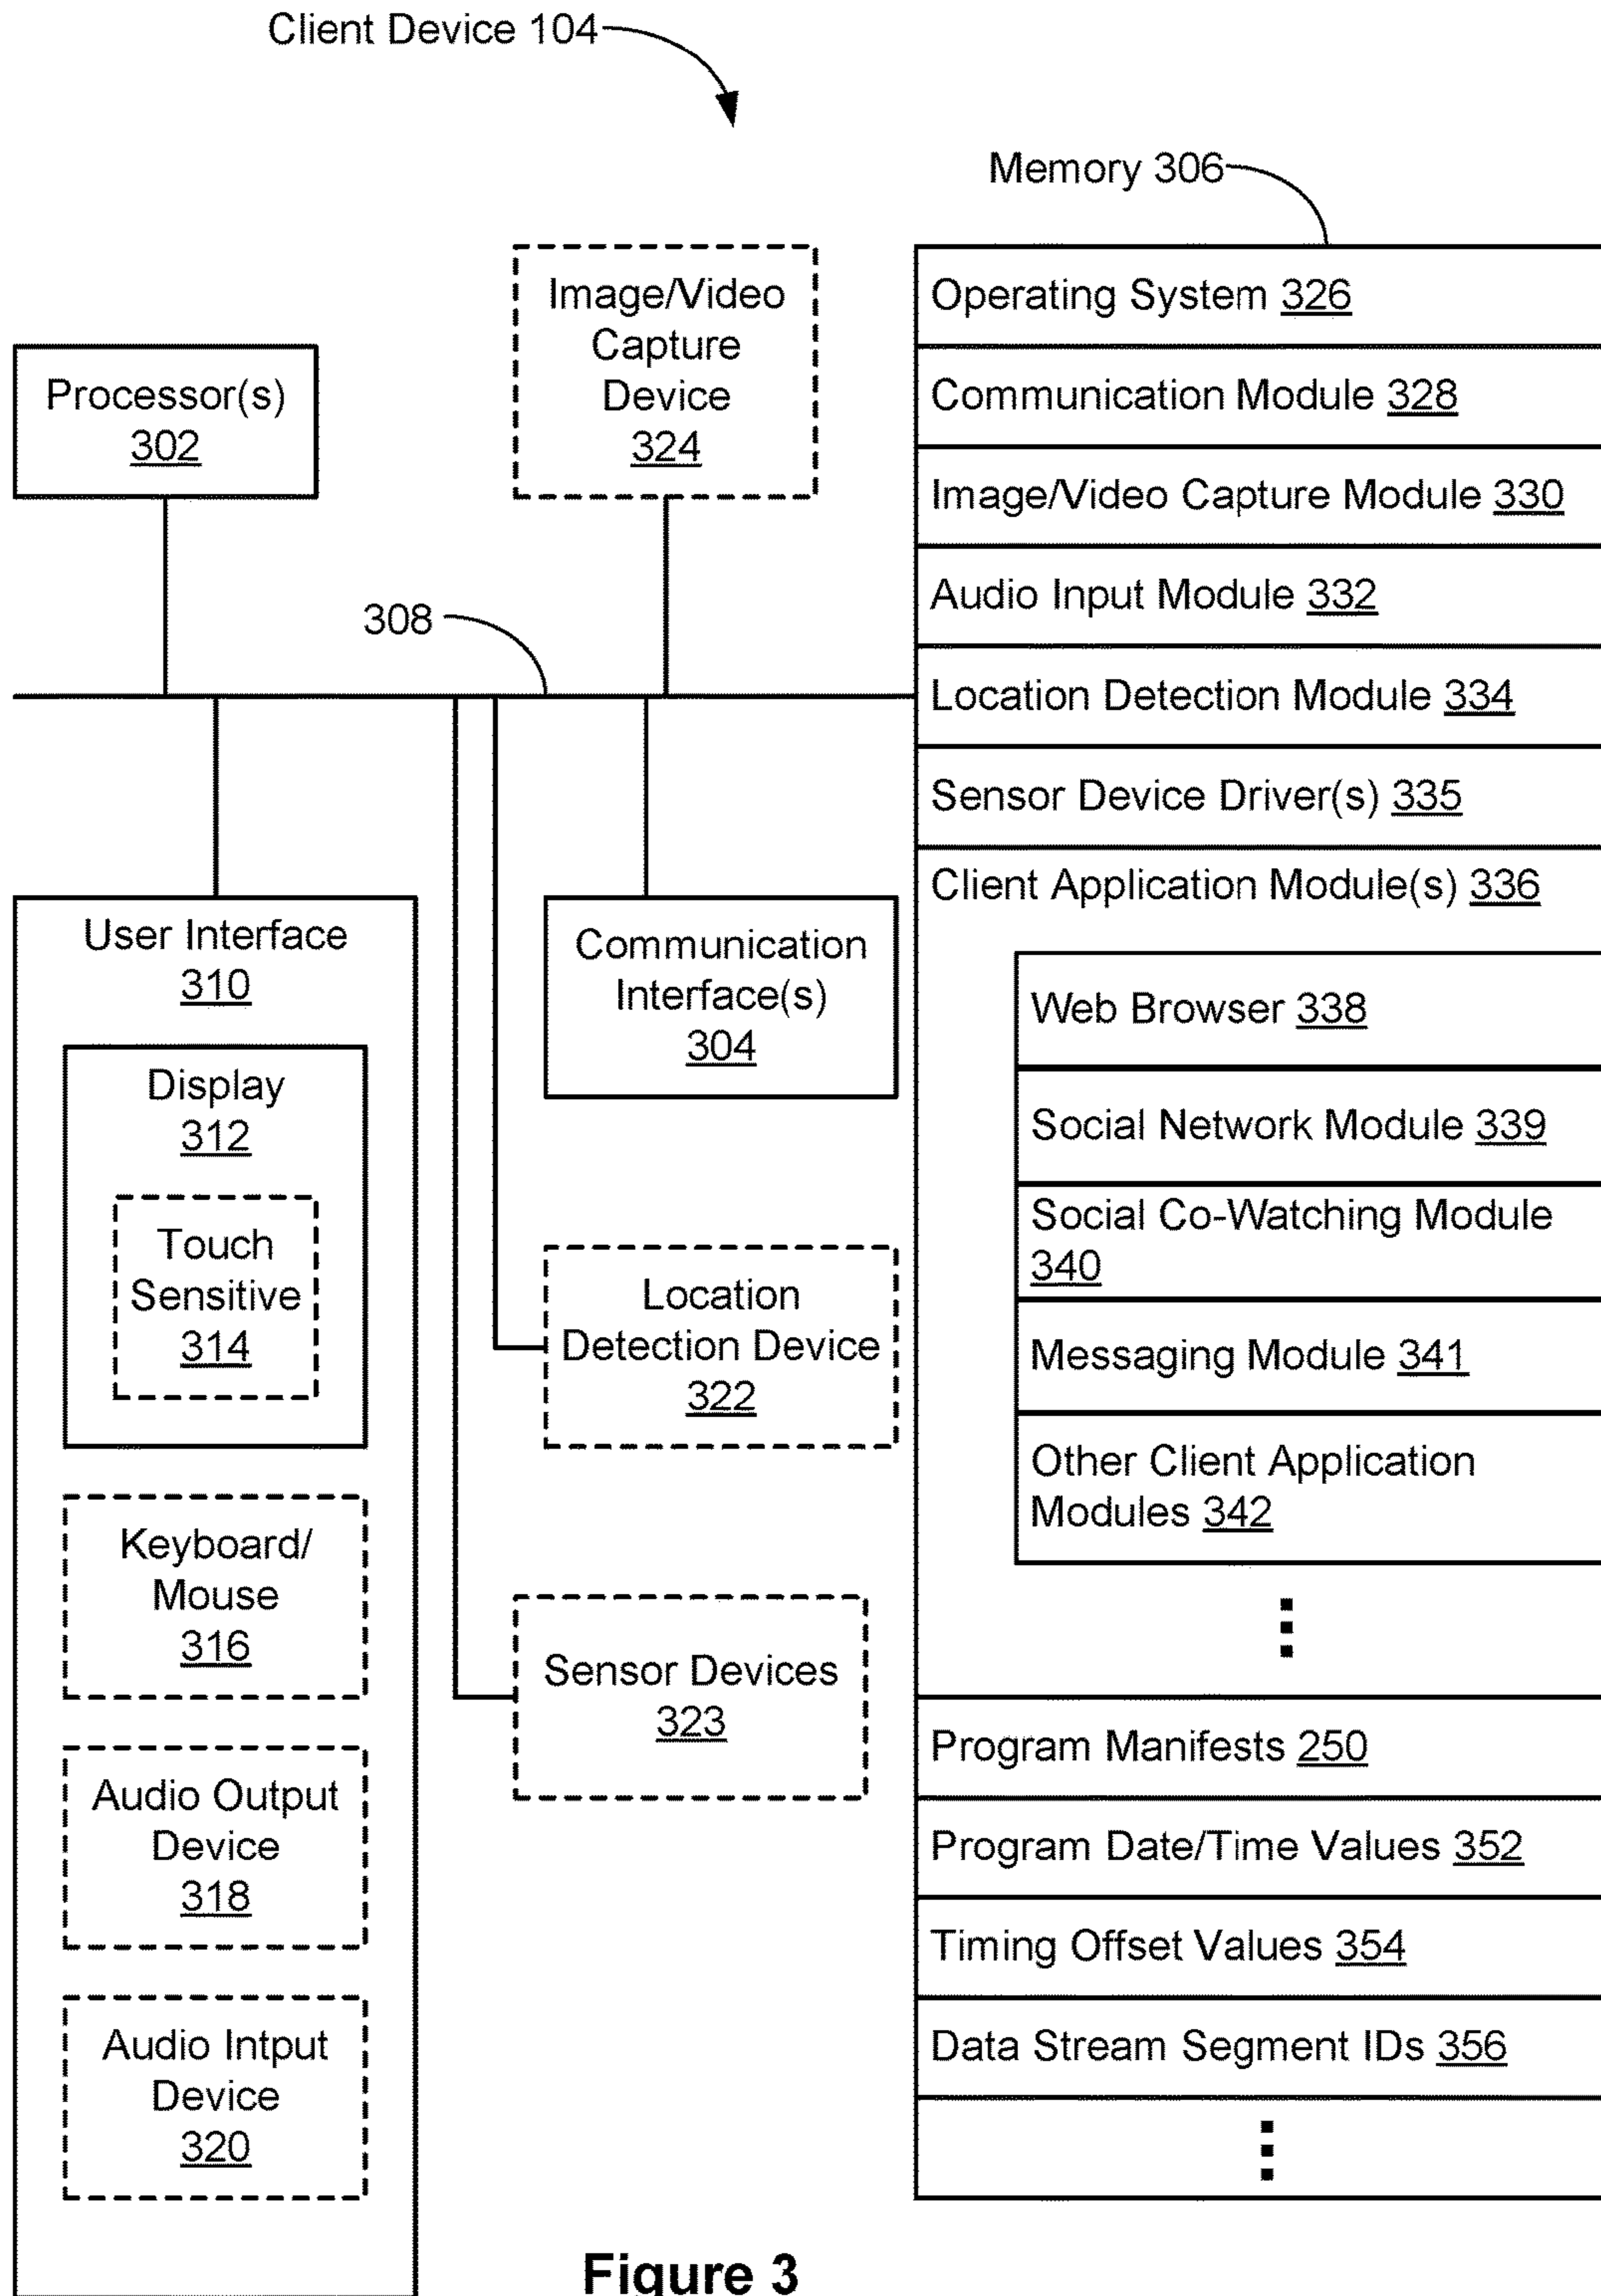 Client Device 104
Memory 306
Processor(s)
302
Image/Video
Capture
Device
324
308
User Interface
310
Display
312
Touch
Sensitive
314
Keyboard/
Mouse
316
Audio Output
Device
318
Audio Intput
Device
320
Communication
Interface(s)
304
Location
Detection Device
322
Sensor Devices
323
Operating System 326
Communication Module 328
Image/Video Capture Module 330
Audio Input Module 332
Location Detection Module 334
Sensor Device Driver(s) 335
Client Application Module(s) 336
Web Browser 338
Social Network Module 339
Social Co-Watching Module
340
Messaging Module 341
Other Client Application
Modules 342
Program Manifests 250
Program Date/Time Values 352
Timing Offset Values 354
Data Stream Segment IDs 356
Figure 3